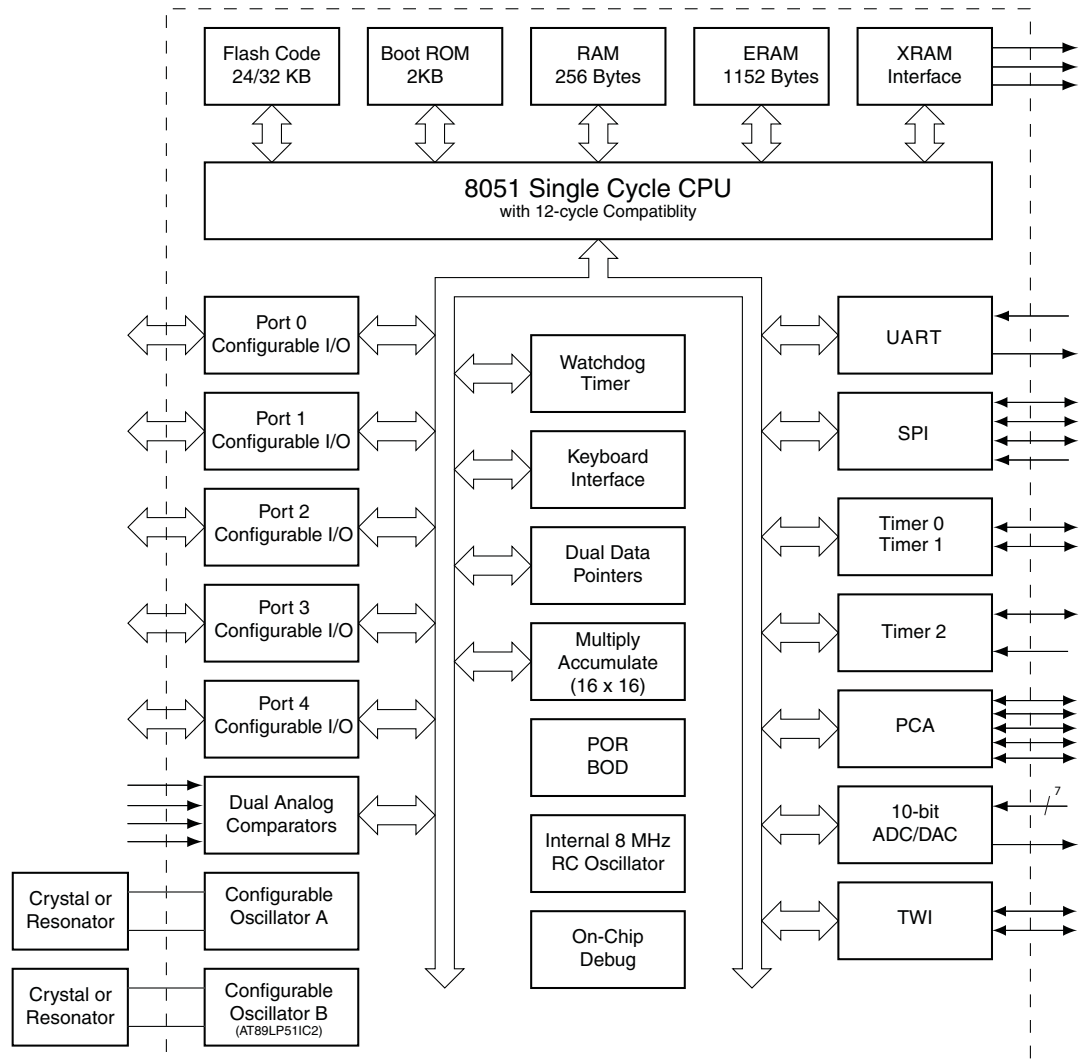 Flash Code
24/32 KB
Boot ROM
2KB
RAM
256 Bytes
ERAM
1152 Bytes
XRAM
Interface
8051 Single Cycle CPU
with 12-cycle Compatiblity
Port 0
Configurable I/O
Port 1
Configurable I/O
Port 2
Configurable I/O
Port 3
Configurable I/O
Port 4
Configurable I/O
Dual Analog
Comparators
Crystal or
Resonator
Configurable
Oscillator A
Crystal or
Resonator
Configurable
Oscillator B
(AT89LP51IC2)
Watchdog
Timer
Keyboard
Interface
Dual Data
Pointers
Multiply
Accumulate
(16 x 16)
POR
BOD
Internal 8 MHz
RC Oscillator
On-Chip
Debug
UART
SPI
Timer 0
Timer 1
Timer 2
PCA
10-bit
ADC/DAC
7
TWI